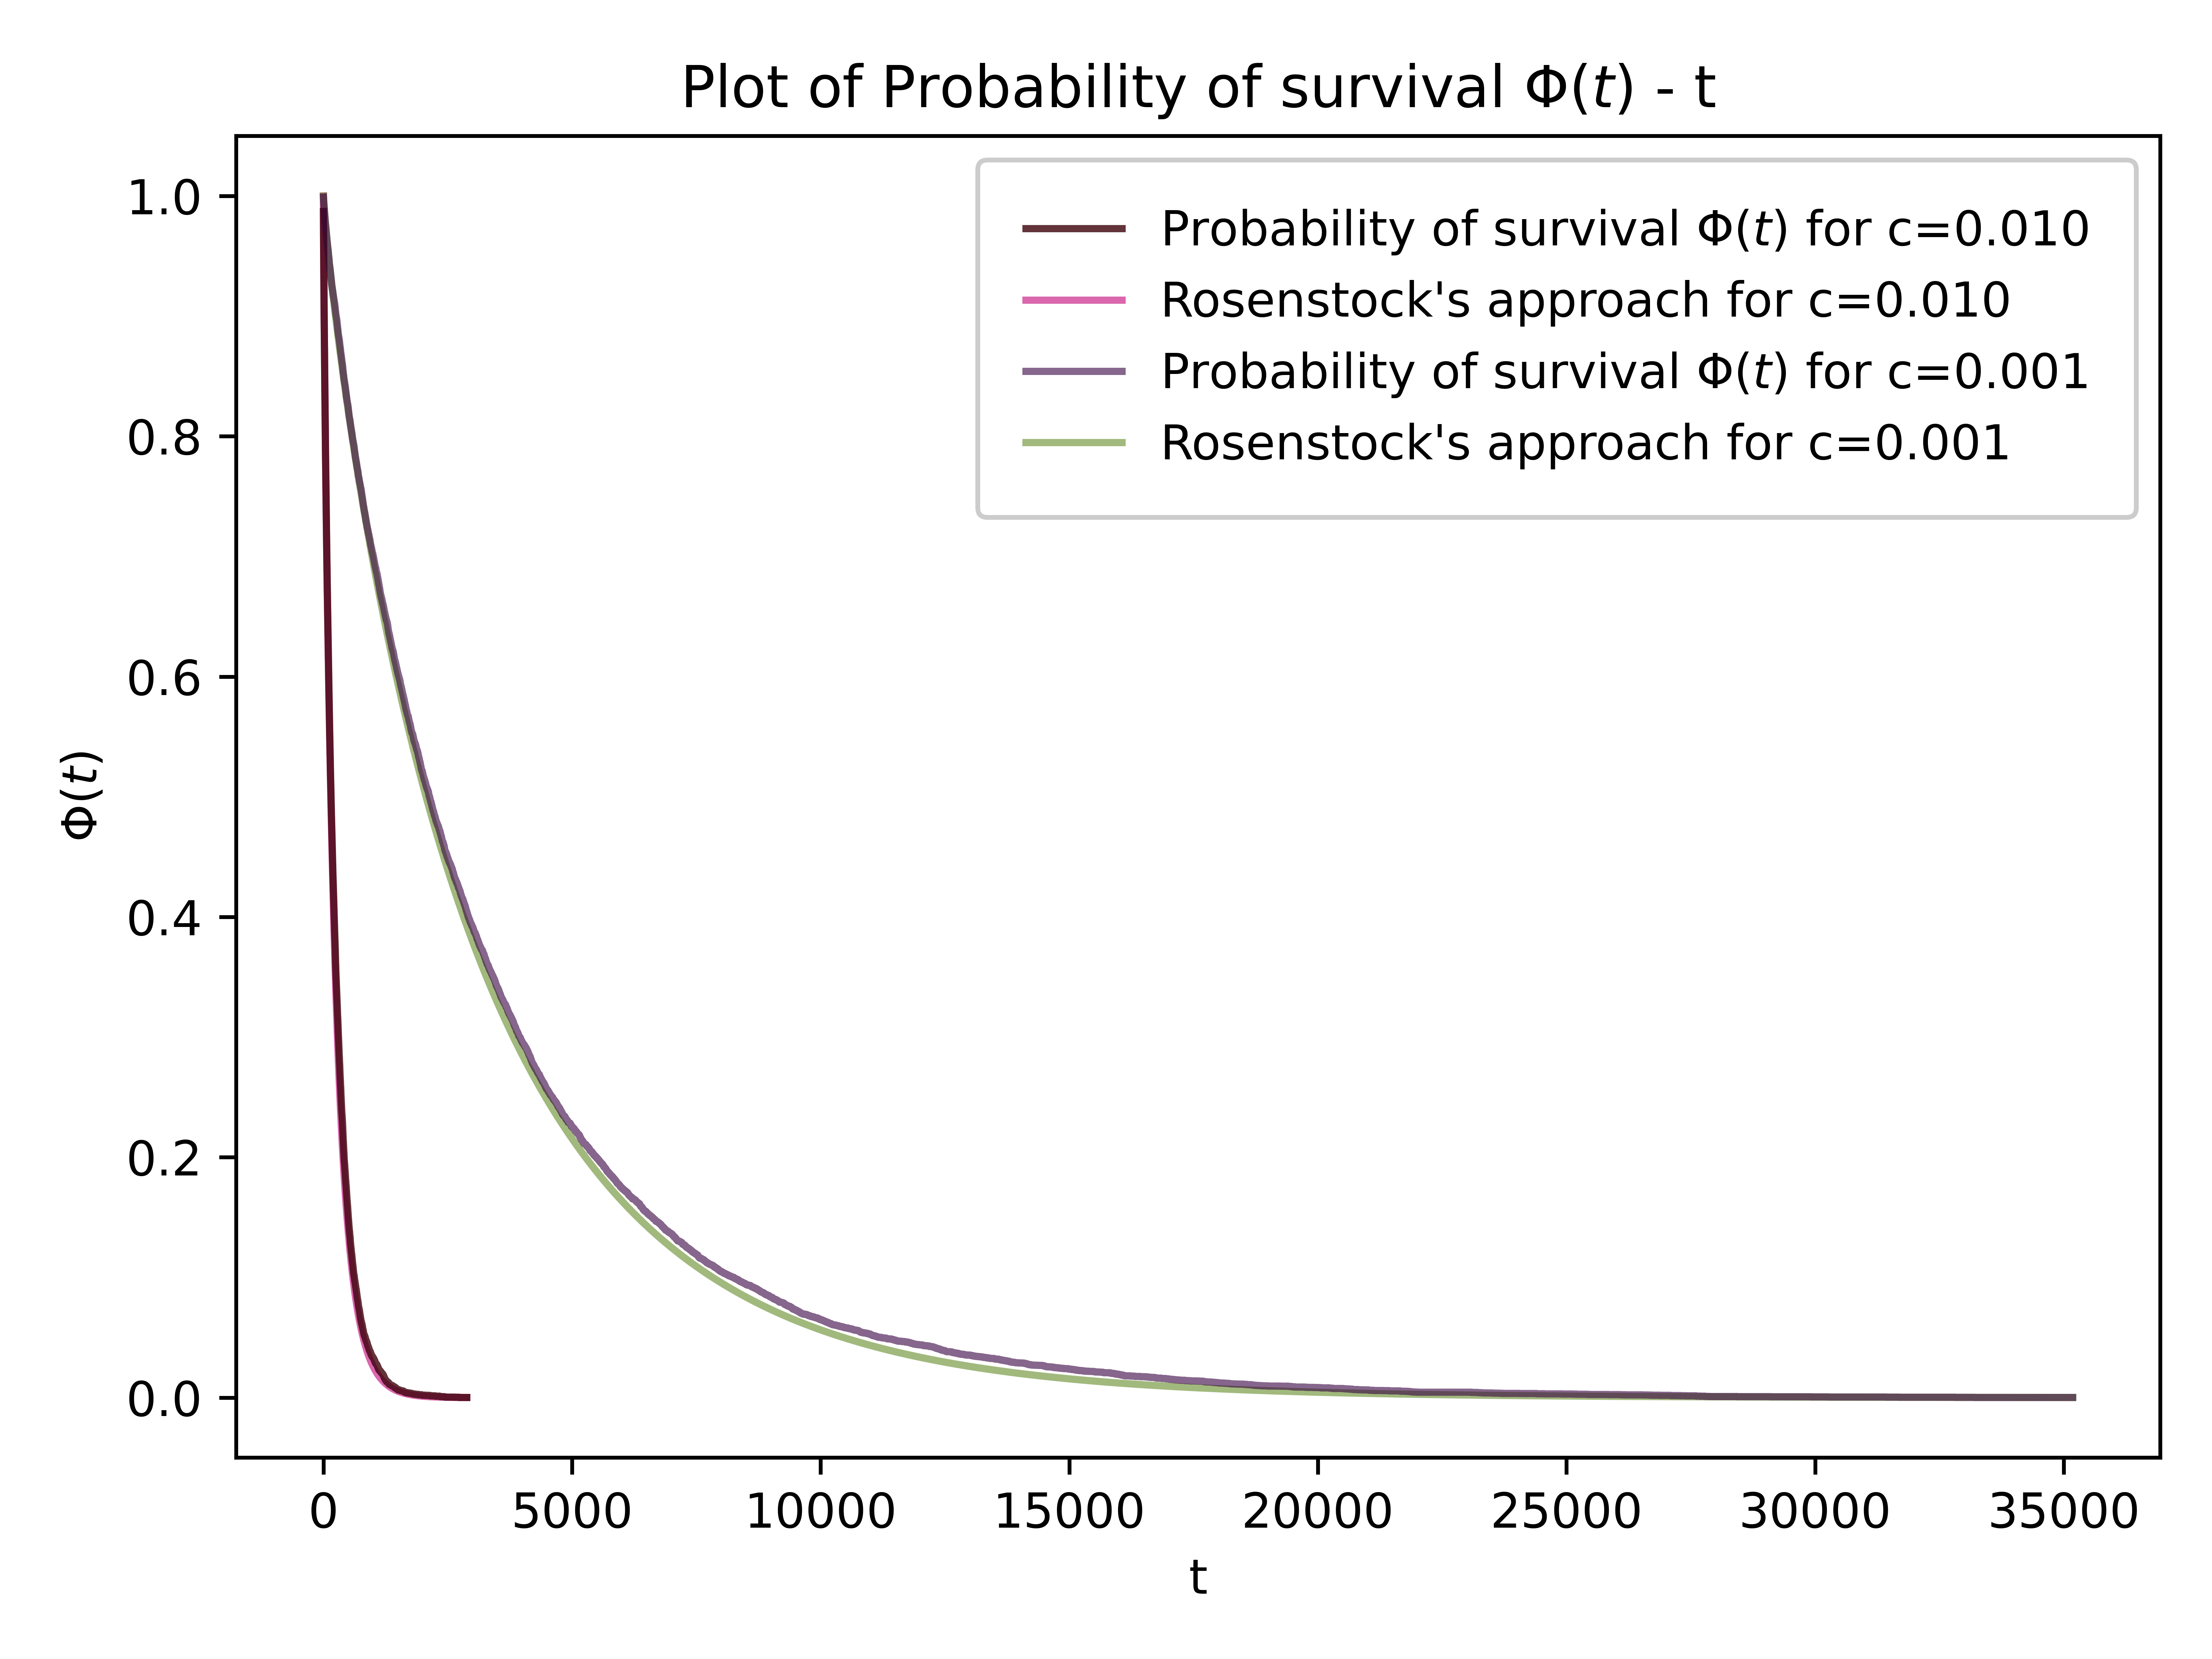 Plot of Probability of survival Φ(t) - t
Probability of survival Φ(t) for c=0.010
Rosenstock's approach for c=0.010
Probability of survival Φ(t) for c=0.001
Rosenstock's approach for c=0.001
Φ(t)
1.0
0.8
0.6
0.4
0.2
0.0
0 5000 10000 15000 20000 25000 30000 35000
t